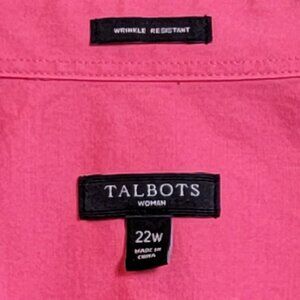 WRINKLE RESISTANT
TALBOTS
WOMAN
22W
MADE IN
CHINA